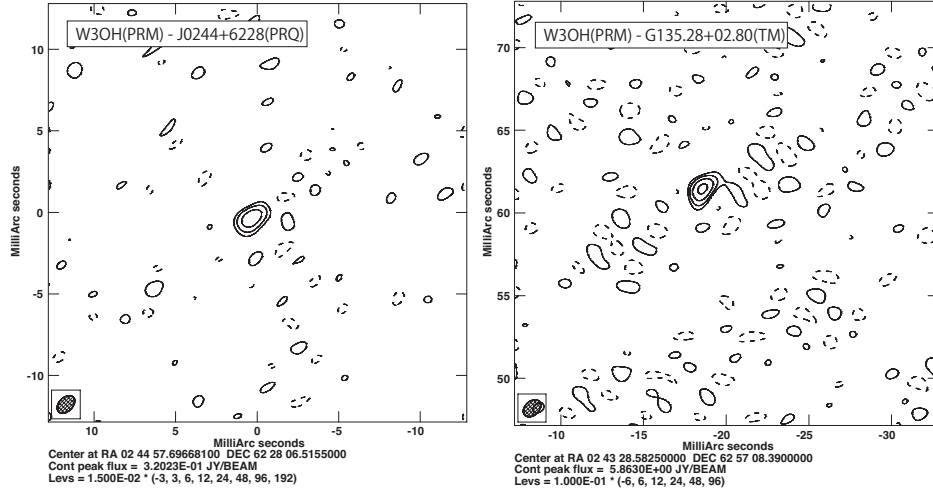 W3OH(PRM) - J0244+6228(PRQ)
10
5
0
-5
-10
MilliArc seconds
10 5 0 -5 -10
MilliArc seconds
Center at RA 02 44 57.69668100 DEC 62 28 06.5155000
Cont peak flux = 3.2023E-01 JY/BEAM
Levs = 1.500E-02 * (-3, 3, 6, 12, 24, 48, 96, 192)
W3OH(PRM) - G135.28+02.80(TM)
70
65
60
55
50
MilliArc seconds
-10 -15 -20 -25 -30
MilliArc seconds
Center at RA 02 43 28.58250000 DEC 62 57 08.3900000
Cont peak flux = 5.8630E+00 JY/BEAM
Levs = 1.000E-01 * (-6, 6, 12, 24, 48, 96)